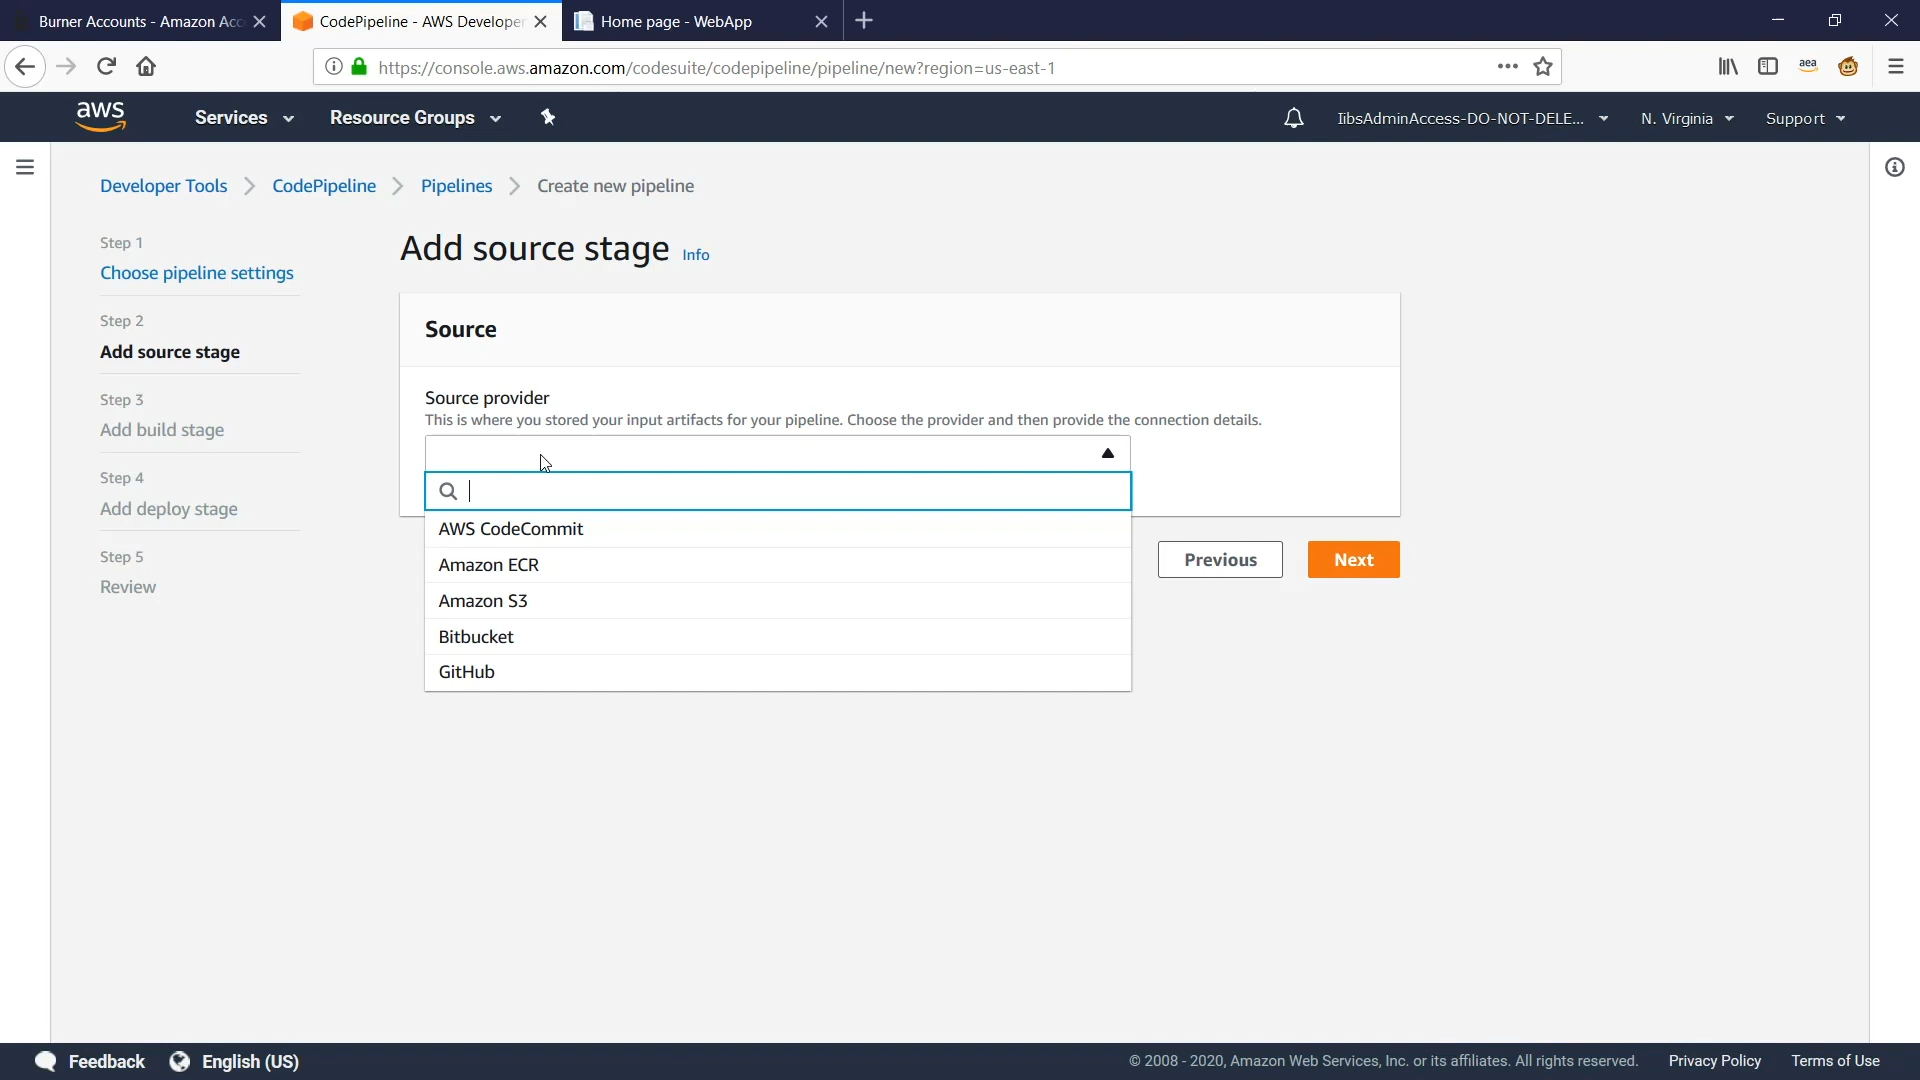 Burner Accounts - Amazon Acc
CodePipeline - AWS Developer
Home page - WebApp
https://console.aws.amazon.com/codesuite/codepipeline/pipeline/new?region=us-east-1
aea
aws
Services
Resource Groups
IibsAdminAccess-DO-NOT-DELE...
N. Virginia
Support
Developer Tools
CodePipeline
Pipelines
Create new pipeline
Step 1
Choose pipeline settings
Step 2
Add source stage
Step 3
Add build stage
Step 4
Add deploy stage
Step 5
Review
Add source stage Info
Source
Source provider
This is where you stored your input artifacts for your pipeline. Choose the provider and then provide the connection details.
AWS CodeCommit
Amazon ECR
Amazon S3
Bitbucket
GitHub
Previous
Next
Feedback
English (US)
© 2008 - 2020, Amazon Web Services, Inc. or its affiliates. All rights reserved.
Privacy Policy
Terms of Use